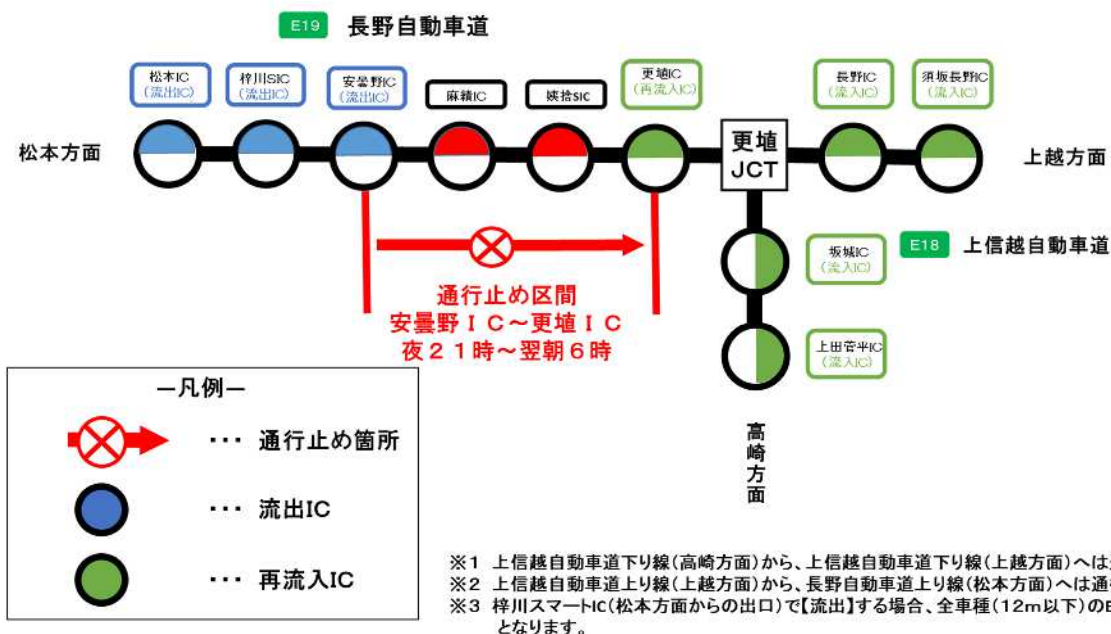 E19 長野自動車道
松本IC
(流出IC)
梓川SIC
(流出IC)
安曇野IC
(流出IC)
麻績IC
姨捨SIC
更埴IC
(再流入IC)
長野IC
(流入IC)
須坂長野IC
(流入IC)
松本方面
更埴
JCT
上越方面
坂城IC
(流入IC)
E18 上信越自動車道
通行止め区間
安曇野IC～更埴IC
夜21時～翌朝6時
上田菅平IC
(流入IC)
高崎方面
―凡例―
・・・ 通行止め箇所
・・・ 流出IC
・・・ 再流入IC
※1 上信越自動車道下り線(高崎方面)から、上信越自動車道下り線(上越方面)へは
※2 上信越自動車道上り線(上越方面)から、長野自動車道上り線(松本方面)へは通
※3 梓川スマートIC(松本方面からの出口)で【流出】する場合、全車種(12m以下)の
となります。